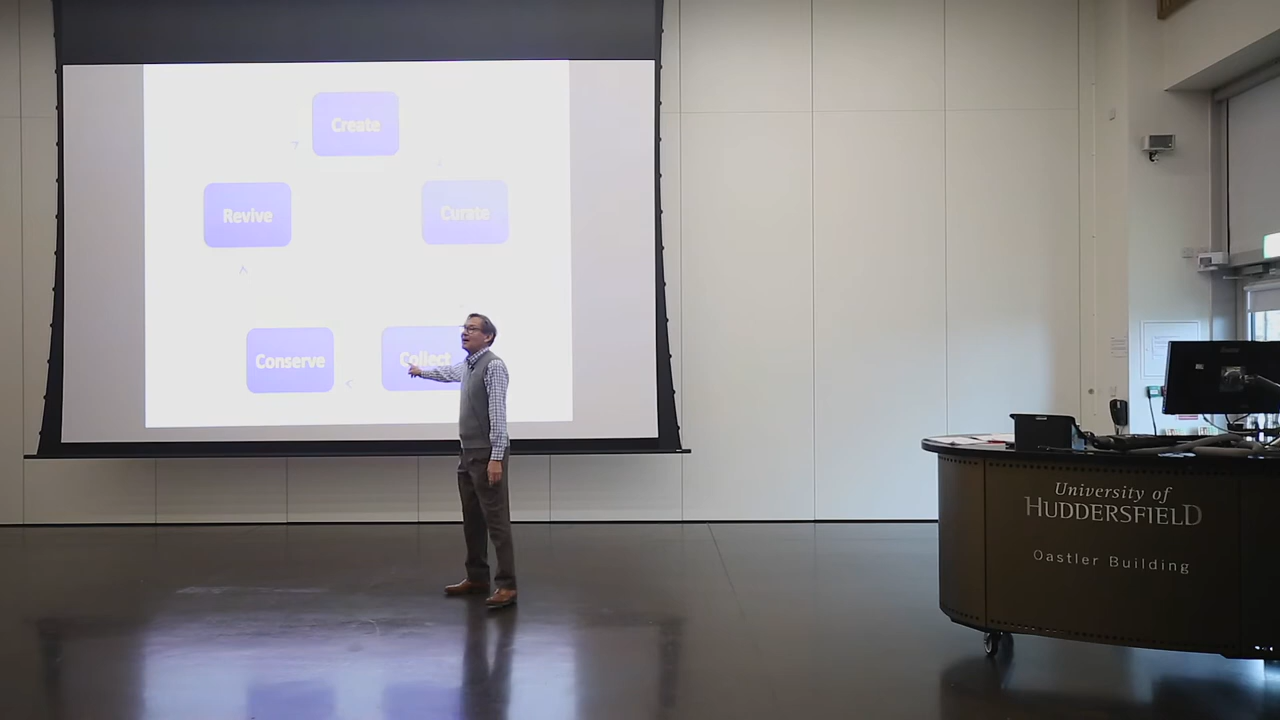 Create
Revive
Curate
Conserve
Collect
University of
HUDDERSFIELD
Oastler Building